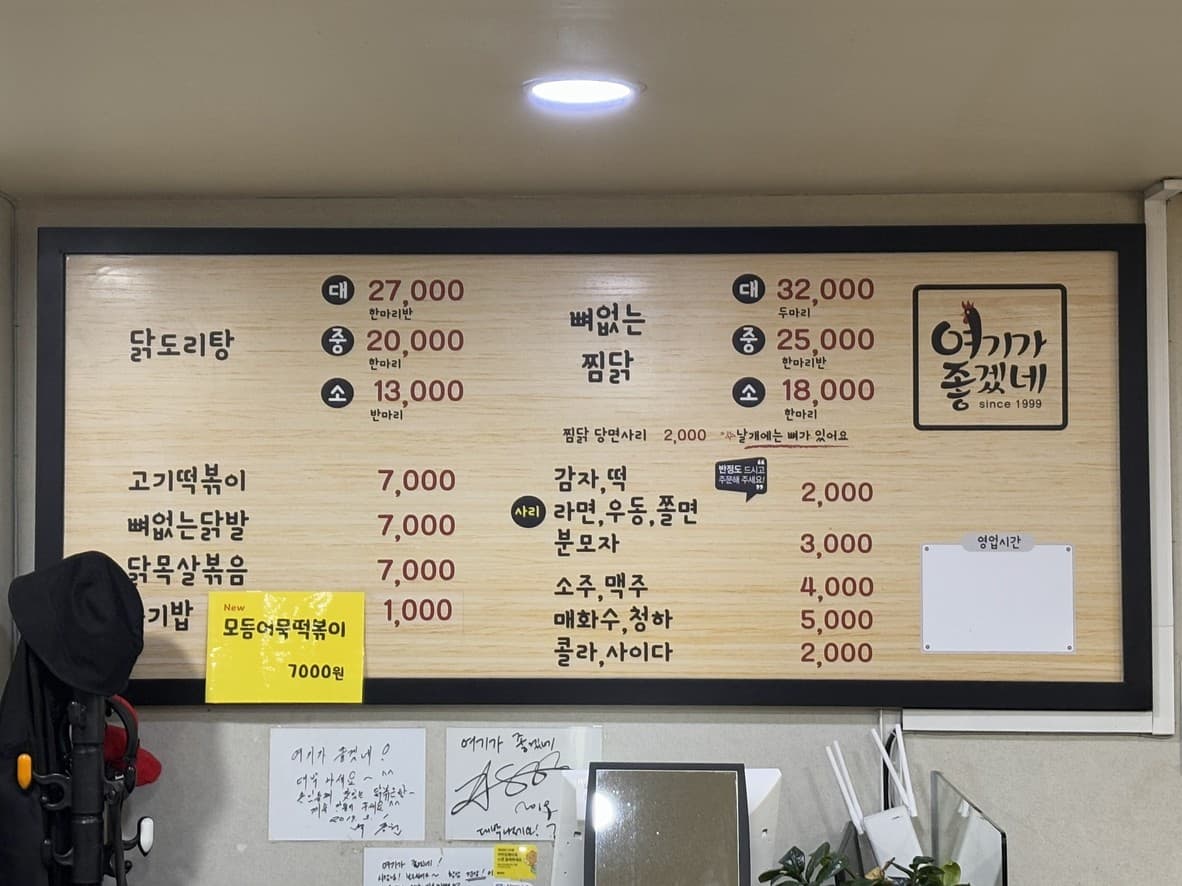 닭도리탕
대 27,000
한마리반
중 20,000
한마리
소 13,000
반마리
뼈없는
찜닭
대 32,000
두마리
중 25,000
한마리반
소 18,000
한마리
찜닭 당면사리 2,000 *날개에는 뼈가 있어요
여기가
좋겠네
since 1999
고기떡볶이 7,000
뼈없는닭발 7,000
닭목살볶음 7,000
기밥 1,000
New
모듬어묵떡볶이
7000원
사리
감자,떡
라면,우동,쫄면 2,000
분모자 3,000
"반정도 드시고
주문해 주세요!"
소주,맥주 4,000
매화수,청하 5,000
콜라,사이다 2,000
영업시간
여기가 좋겠네!
여기가 좋겠네
여기가 좋겠네!